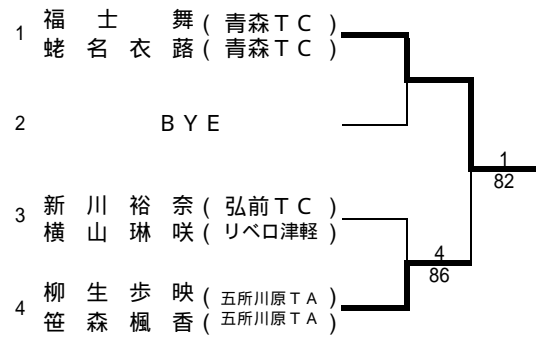 1 福士 舞 (青森TC)
蛯名衣蕗 (青森TC)
2 BYE
1
82
3 新川裕奈 (弘前TC)
横山琳咲 (リベロ津軽)
4
86
4 柳生歩映 (五所川原TA)
笹森楓香 (五所川原TA)